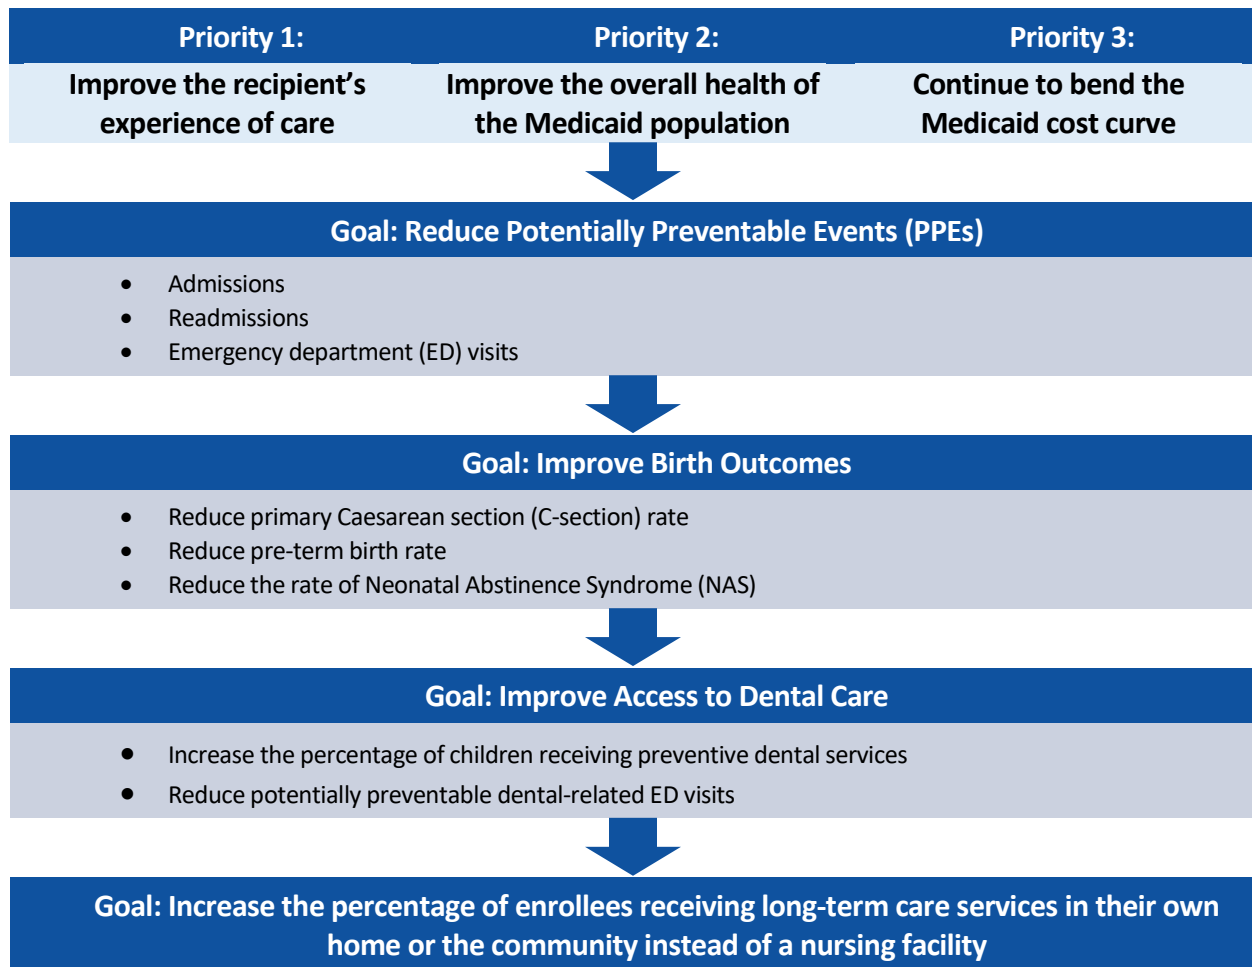 Priority 1:
Priority 2:
Priority 3:
Improve the recipient's
experience of care
Improve the overall health of
the Medicaid population
Continue to bend the
Medicaid cost curve
Goal: Reduce Potentially Preventable Events (PPEs)
• Admissions
• Readmissions
• Emergency department (ED) visits
Goal: Improve Birth Outcomes
• Reduce primary Caesarean section (C-section) rate
• Reduce pre-term birth rate
• Reduce the rate of Neonatal Abstinence Syndrome (NAS)
Goal: Improve Access to Dental Care
• Increase the percentage of children receiving preventive dental services
• Reduce potentially preventable dental-related ED visits
Goal: Increase the percentage of enrollees receiving long-term care services in their own
home or the community instead of a nursing facility